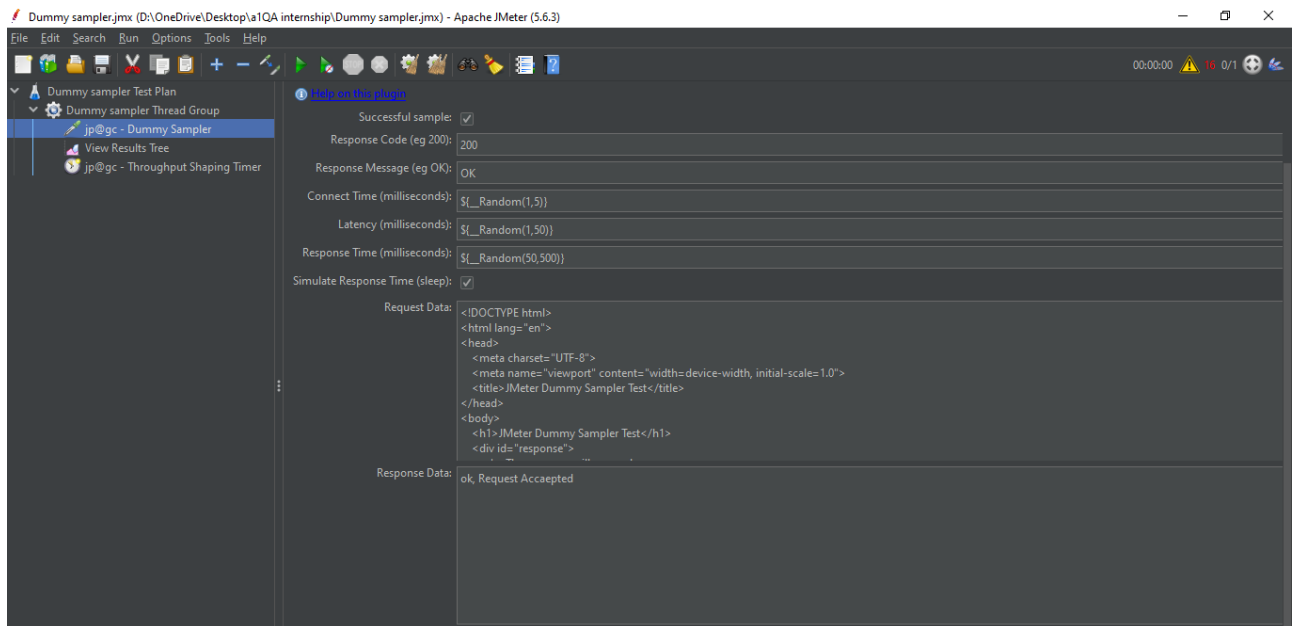 Dummy sampler.jmx (D:\OneDrive\Desktop\a1QA internship\Dummy sampler.jmx) - Apache JMeter (5.6.3)
File Edit Search Run Options Tools Help
00:00:00 16 0/1
Dummy sampler Test Plan
Dummy sampler Thread Group
jp@gc - Dummy Sampler
View Results Tree
jp@gc - Throughput Shaping Timer
Help on this plugin
Successful sample:
Response Code (eg 200): 200
Response Message (eg OK): OK
Connect Time (milliseconds): ${__Random(1,5)}
Latency (milliseconds): ${__Random(1,50)}
Response Time (milliseconds): ${__Random(50,500)}
Simulate Response Time (sleep):
Request Data: <!DOCTYPE html>
<html lang="en">
<head>
<meta charset="UTF-8">
<meta name="viewport" content="width=device-width, initial-scale=1.0">
<title>JMeter Dummy Sampler Test</title>
</head>
<body>
<h1>JMeter Dummy Sampler Test</h1>
<div id="response">
Response Data: ok, Request Accaepted